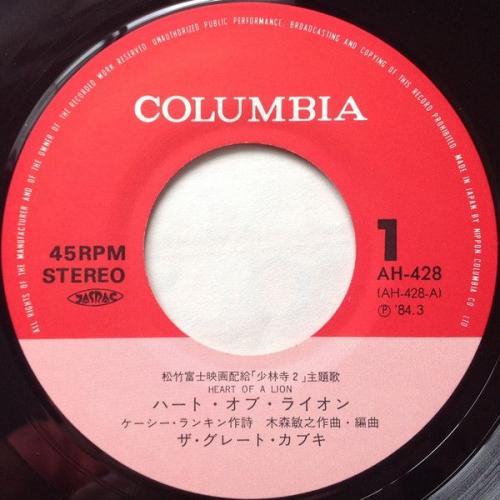 ALL RIGHTS OF THE MANUFACTURER AND OF THE OWNER OF THE RECORDED WORK RESERVED. UNAUTHORIZED PUBLIC PERFORMANCE, BROADCASTING AND COPYING OF THIS RECORD PROHIBITED. MADE IN JAPAN BY NIPPON COLUMBIA CO. LTD
COLUMBIA
45RPM
STEREO
JASRAC
1
AH-428
(AH-428-A)
Ⓟ '84.3
松竹富士映画配給「少林寺2」主題歌
HEART OF A LION
ハート・オブ・ライオン
ケーシー・ランキン作詩 木森敏之作曲・編曲
ザ・グレート・カブキ